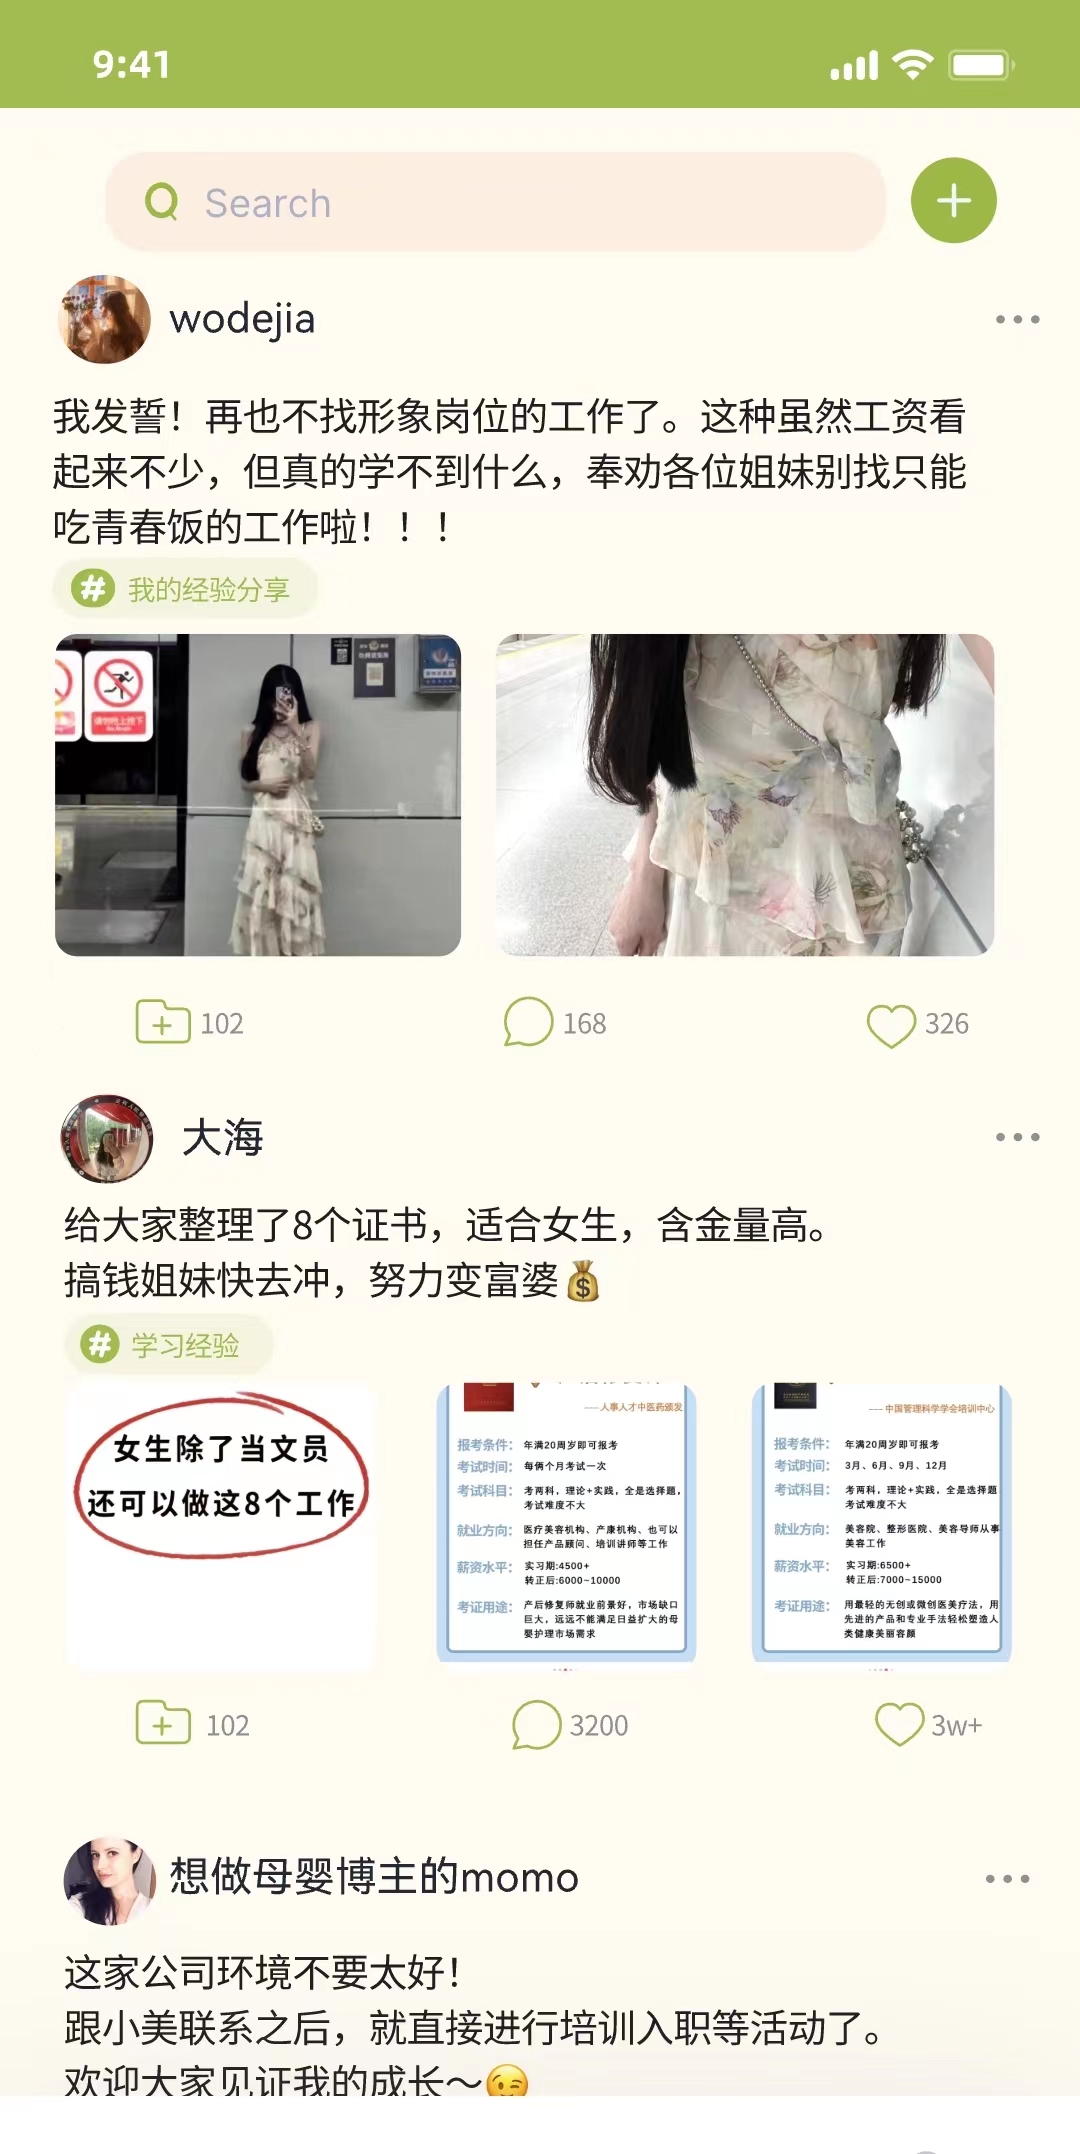 9:41
Search
wodejia
我发誓！再也不找形象岗位的工作了。这种虽然工资看
起来不少，但真的学不到什么，奉劝各位姐妹别找只能
吃青春饭的工作啦！！！
# 我的经验分享
102
168
326
大海
给大家整理了8个证书，适合女生，含金量高。
搞钱姐妹快去冲，努力变富婆💰
# 学习经验
女生除了当文员
还可以做这8个工作
——人事人才中医药颁发
报考条件： 年满20周岁即可报考
考试时间： 每俩个月考试一次
考试科目： 考两科，理论+实践，全是选择题，
考试难度不大
就业方向： 医疗美容机构、产康机构、也可以
担任产品顾问、培训讲师等工作
薪资水平： 实习期:4500+
转正后:6000~10000
考证用途： 产后修复师就业前景好，市场缺口
巨大，远远不能满足日益扩大的母
婴护理市场需求
——中国管理科学学会培训中心
报考条件： 年满20周岁即可报考
考试时间： 3月、6月、9月、12月
考试科目： 考两科，理论+实践，全是选择题
考试难度不大
就业方向： 美容院、整形医院、美容导师从事
美容工作
薪资水平： 实习期:6500+
转正后:7000~15000
考证用途： 用最轻的无创或微创医美疗法，用
先进的产品和专业手法轻松塑造人
类健康美丽容颜
102
3200
3w+
想做母婴博主的momo
这家公司环境不要太好！
跟小美联系之后，就直接进行培训入职等活动了。
欢迎大家见证我的成长～😉